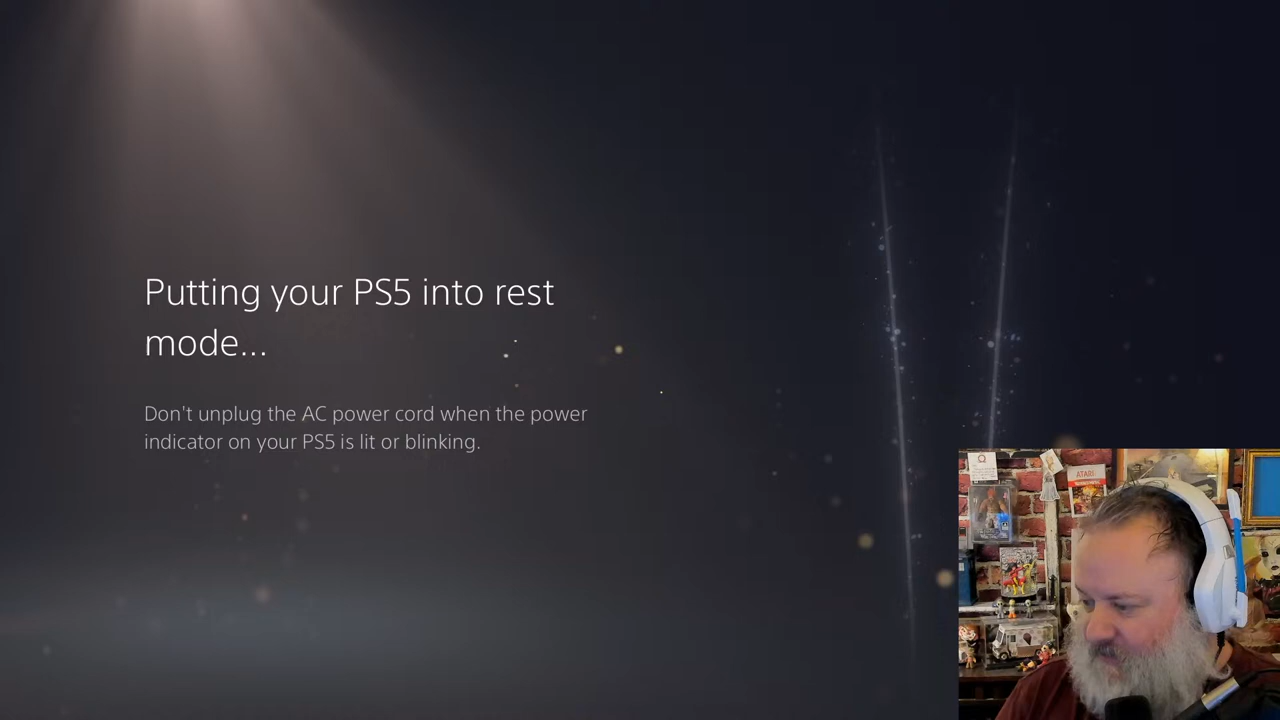 Putting your PS5 into rest
mode...
Don't unplug the AC power cord when the power
indicator on your PS5 is lit or blinking.
ATARI